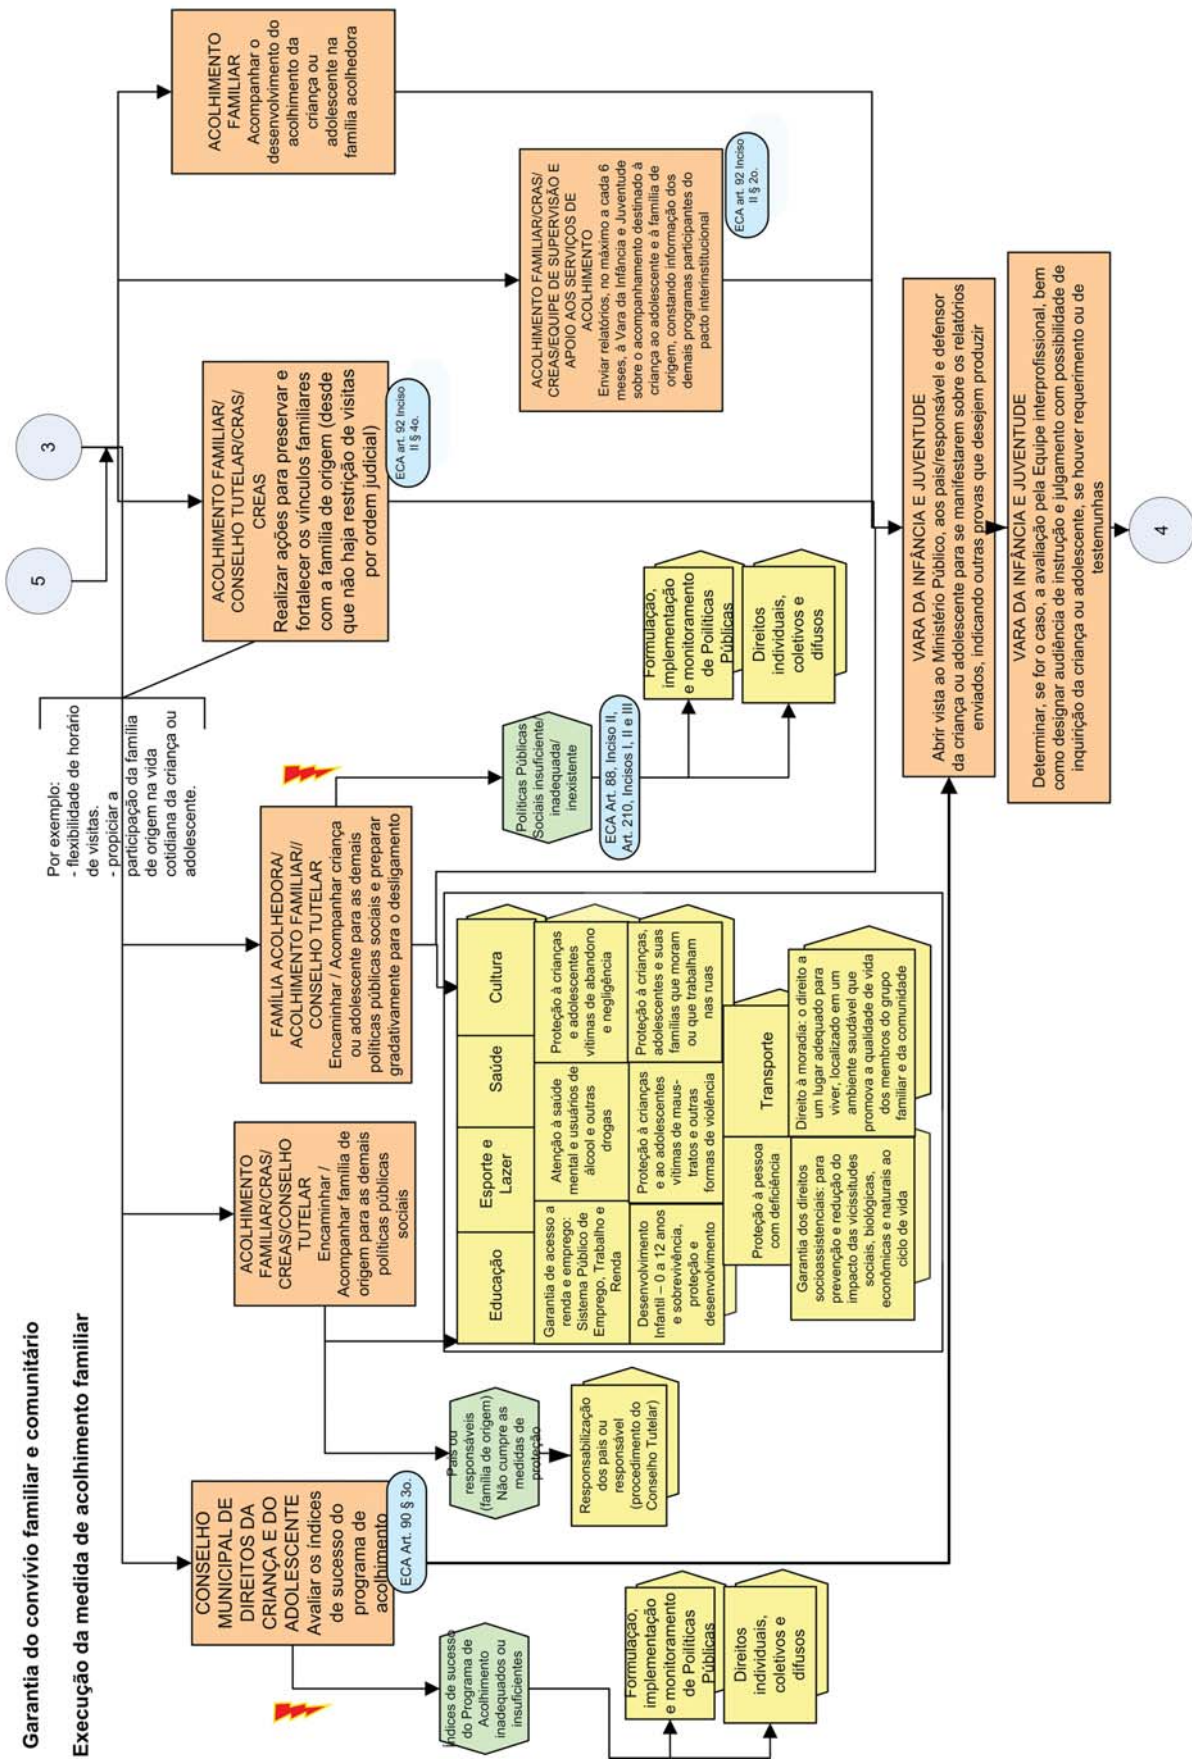 Garantia do convívio familiar e comunitário
Execução da medida de acolhimento familiar
5
3
Por exemplo:
- flexibilidade de horário
de visitas.
- propiciar a
participação da família
de origem na vida
cotidiana da criança ou
adolescente.
CONSELHO
MUNICIPAL DE
DIREITOS DA
CRIANÇA E DO
ADOLESCENTE
Avaliar os índices
de sucesso do
programa de
acolhimento
ECA Art. 90 § 3o.
ACOLHIMENTO
FAMILIAR/CRAS/
CREAS/CONSELHO
TUTELAR
Encaminhar /
Acompanhar família de
origem para as demais
políticas públicas
sociais
FAMÍLIA ACOLHEDORA/
ACOLHIMENTO FAMILIAR//
CONSELHO TUTELAR
Encaminhar / Acompanhar criança
ou adolescente para as demais
políticas públicas sociais e preparar
gradativamente para o desligamento
ACOLHIMENTO FAMILIAR/
CONSELHO TUTELAR/CRAS/
CREAS
Realizar ações para preservar e
fortalecer os vínculos familiares
com a família de origem (desde
que não haja restrição de visitas
por ordem judicial)
ECA art. 92 Inciso
II § 4o.
ACOLHIMENTO
FAMILIAR
Acompanhar o
desenvolvimento do
acolhimento da
criança ou
adolescente na
família acolhedora
ACOLHIMENTO FAMILIAR/CRAS/
CREAS/EQUIPE DE SUPERVISÃO E
APOIO AOS SERVIÇOS DE
ACOLHIMENTO
Enviar relatórios, no máximo a cada 6
meses, à Vara da Infância e Juventude
sobre o acompanhamento destinado à
criança ao adolescente e à família de
origem, constando informação dos
demais programas participantes do
pacto interinstitucional
ECA art. 92 Inciso
II § 2o.
Índices de sucesso
do Programa de
Acolhimento
inadequados ou
insuficientes
Formulação,
implementação
e monitoramento
de Poilíticas
Públicas
Direitos
individuais,
coletivos e
difusos
Pais ou
responsáveis
(família de origem)
Não cumpre as
medidas de
proteção
Responsabilização
dos pais ou
responsável
(procedimento do
Conselho Tutelar)
Educação
Esporte e
Lazer
Saúde
Cultura
Garantia de acesso a
renda e emprego:
Sistema Público de
Emprego, Trabalho e
Renda
Atenção à saúde
mental e usuários de
álcool e outras
drogas
Proteção à crianças
e adolescentes
vítimas de abandono
e negligência
Desenvolvimento
Infantil – 0 a 12 anos
e sobrevivência,
proteção e
desenvolvimento
Proteção à crianças
e ao adolescentes
vítimas de maus-
tratos e outras
formas de violência
Proteção à crianças,
adolescentes e suas
famílias que moram
ou que trabalham
nas ruas
Proteção à pessoa
com deficiência
Transporte
Garantia dos direitos
socioassistenciais: para
prevenção e redução do
impacto das vicissitudes
sociais, biológicas,
econômicas e naturais ao
ciclo de vida
Direito à moradia: o direito a
um lugar adequado para
viver, localizado em um
ambiente saudável que
promova a qualidade de vida
dos membros do grupo
familiar e da comunidade
Políticas Públicas
Sociais insuficiente/
inadequada/
inexistente
ECA Art. 88, Inciso II,
Art. 210, Incisos I, II e III
Formulação,
implementação
e monitoramento
de Poilíticas
Públicas
Direitos
individuais,
coletivos e
difusos
VARA DA INFÂNCIA E JUVENTUDE
Abrir vista ao Ministério Público, aos pais/responsável e defensor
da criança ou adolescente para se manifestarem sobre os relatórios
enviados, indicando outras provas que desejem produzir
VARA DA INFÂNCIA E JUVENTUDE
Determinar, se for o caso, a avaliação pela Equipe interprofissional, bem
como designar audiência de instrução e julgamento com possibilidade de
inquirição da criança ou adolescente, se houver requerimento ou de
testemunhas
4